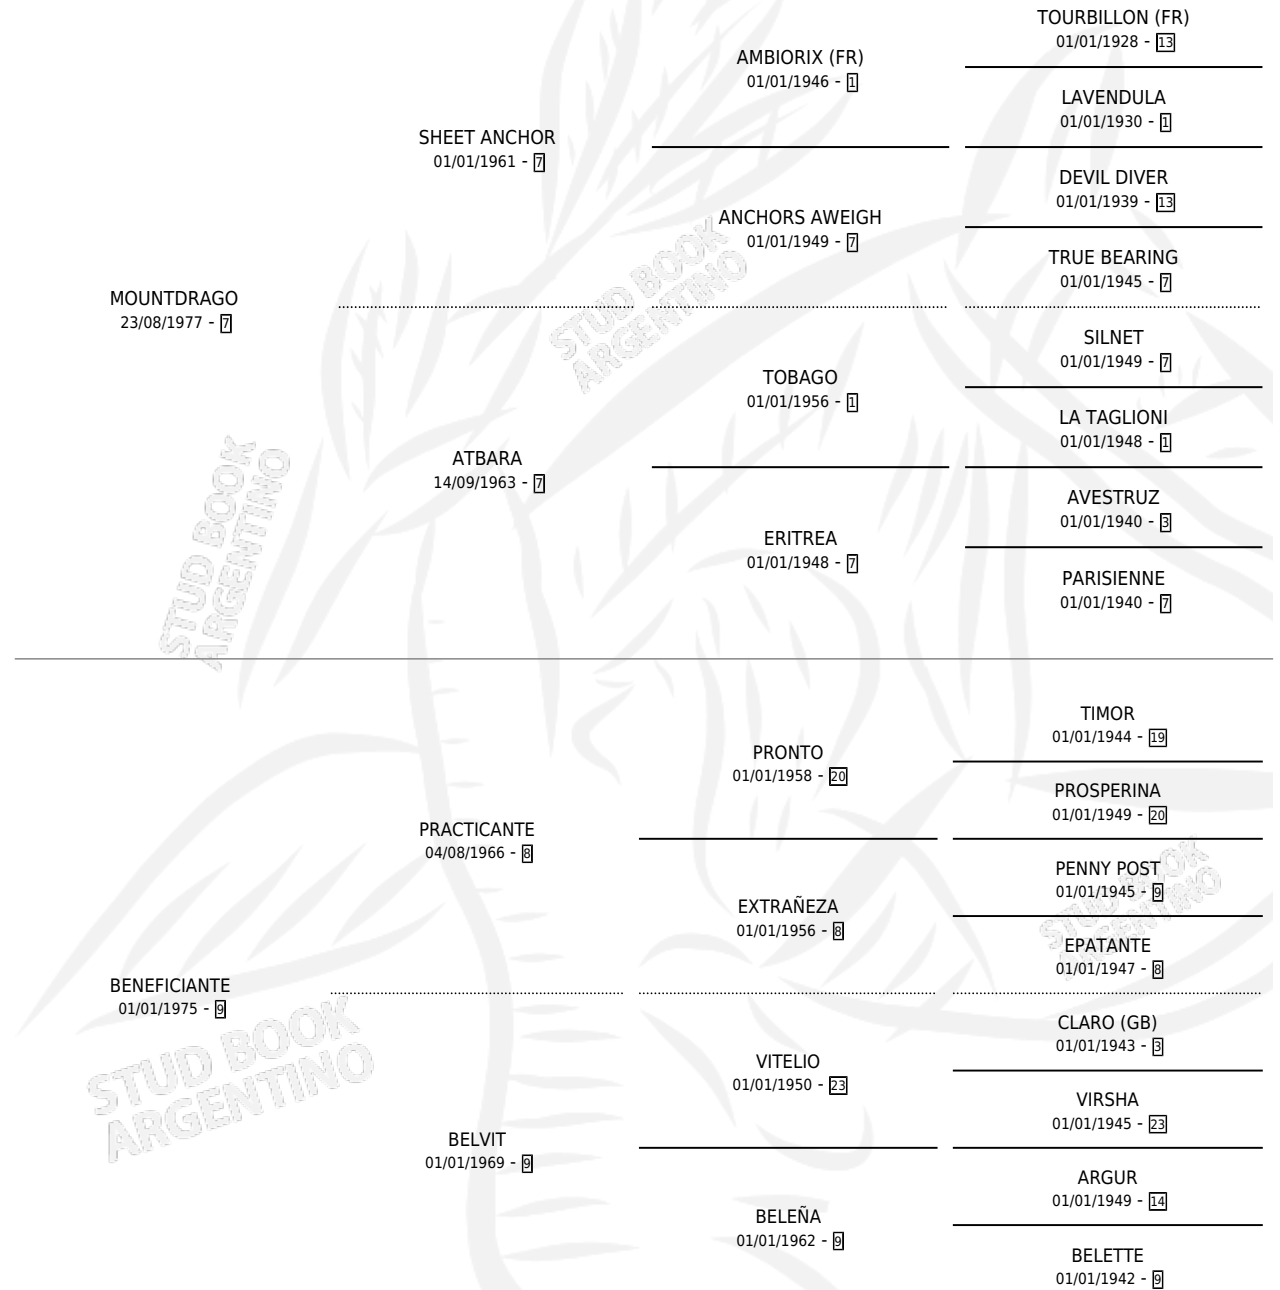 TOURBILLON (FR)
01/01/1928 - 13
AMBIORIX (FR)
01/01/1946 - 1
LAVENDULA
01/01/1930 - 1
SHEET ANCHOR
01/01/1961 - 7
DEVIL DIVER
01/01/1939 - 13
ANCHORS AWEIGH
01/01/1949 - 7
TRUE BEARING
01/01/1945 - 7
MOUNTDRAGO
23/08/1977 - 7
SILNET
01/01/1949 - 7
TOBAGO
01/01/1956 - 1
LA TAGLIONI
01/01/1948 - 1
ATBARA
14/09/1963 - 7
AVESTRUZ
01/01/1940 - 3
ERITREA
01/01/1948 - 7
PARISIENNE
01/01/1940 - 7
STUD BOOK
ARGENTINO
STUD BOOK
ARGENTINO
TIMOR
01/01/1944 - 19
PRONTO
01/01/1958 - 20
PROSPERINA
01/01/1949 - 20
PRACTICANTE
04/08/1966 - 8
PENNY POST
01/01/1945 - 9
EXTRAÑEZA
01/01/1956 - 8
EPATANTE
01/01/1947 - 8
BENEFICIANTE
01/01/1975 - 9
CLARO (GB)
01/01/1943 - 3
VITELIO
01/01/1950 - 23
VIRSHA
01/01/1945 - 23
BELVIT
01/01/1969 - 9
ARGUR
01/01/1949 - 14
BELEÑA
01/01/1962 - 9
BELETTE
01/01/1942 - 9
STUD BOOK
ARGENTINO
STUD BOOK
ARGENTINO